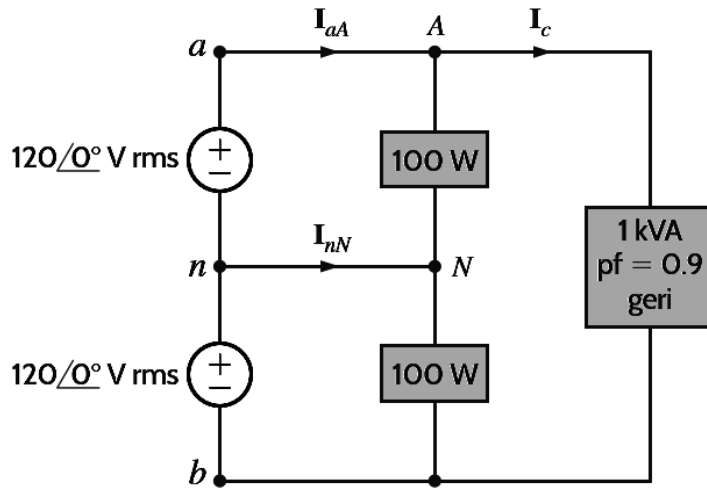 I_aA
A
I_c
a
120/0° V rms
+
−
100 W
1 kVA
pf = 0.9
geri
I_nN
n
N
120/0° V rms
+
−
100 W
b